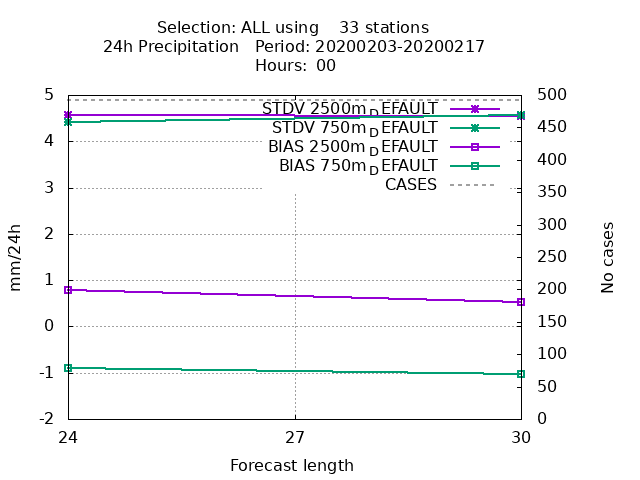 Selection: ALL using    33 stations
24h Precipitation   Period: 20200203-20200217
Hours:  00
STDV 2500m_DEFAULT
STDV 750m_DEFAULT
BIAS 2500m_DEFAULT
BIAS 750m_DEFAULT
CASES
mm/24h
5
4
3
2
1
0
-1
-2
500
450
400
350
300
250
200
150
100
50
0
No cases
24
27
30
Forecast length